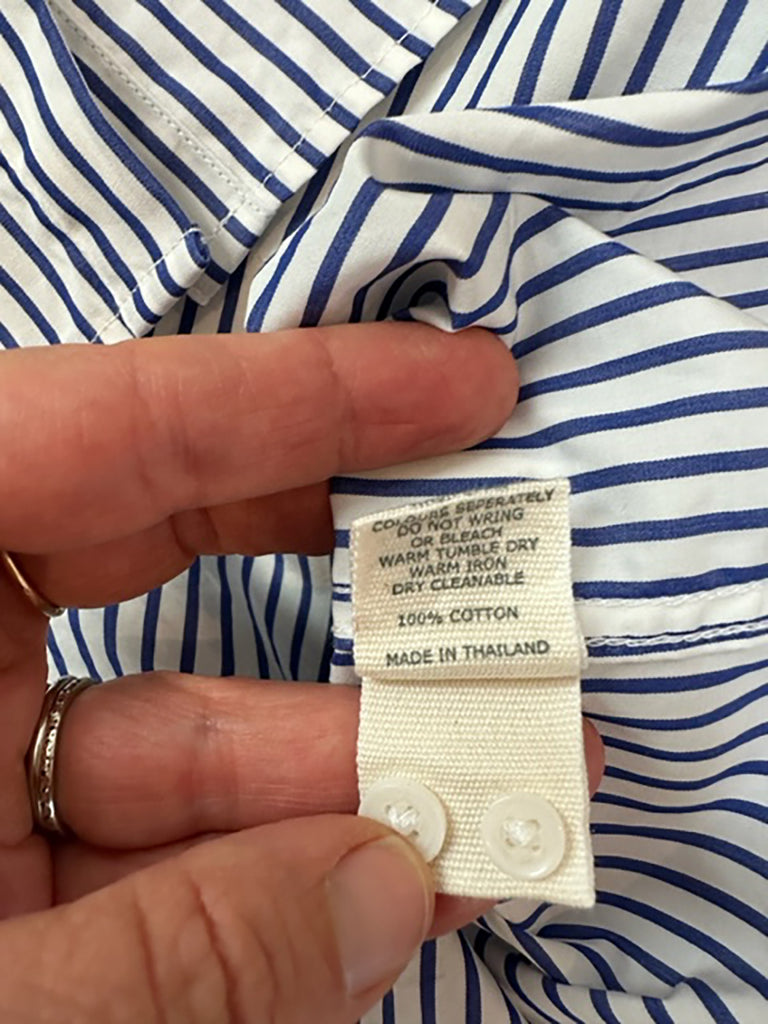 COLOURS SEPERATELY
DO NOT WRING
OR BLEACH
WARM TUMBLE DRY
WARM IRON
DRY CLEANABLE
100% COTTON
MADE IN THAILAND